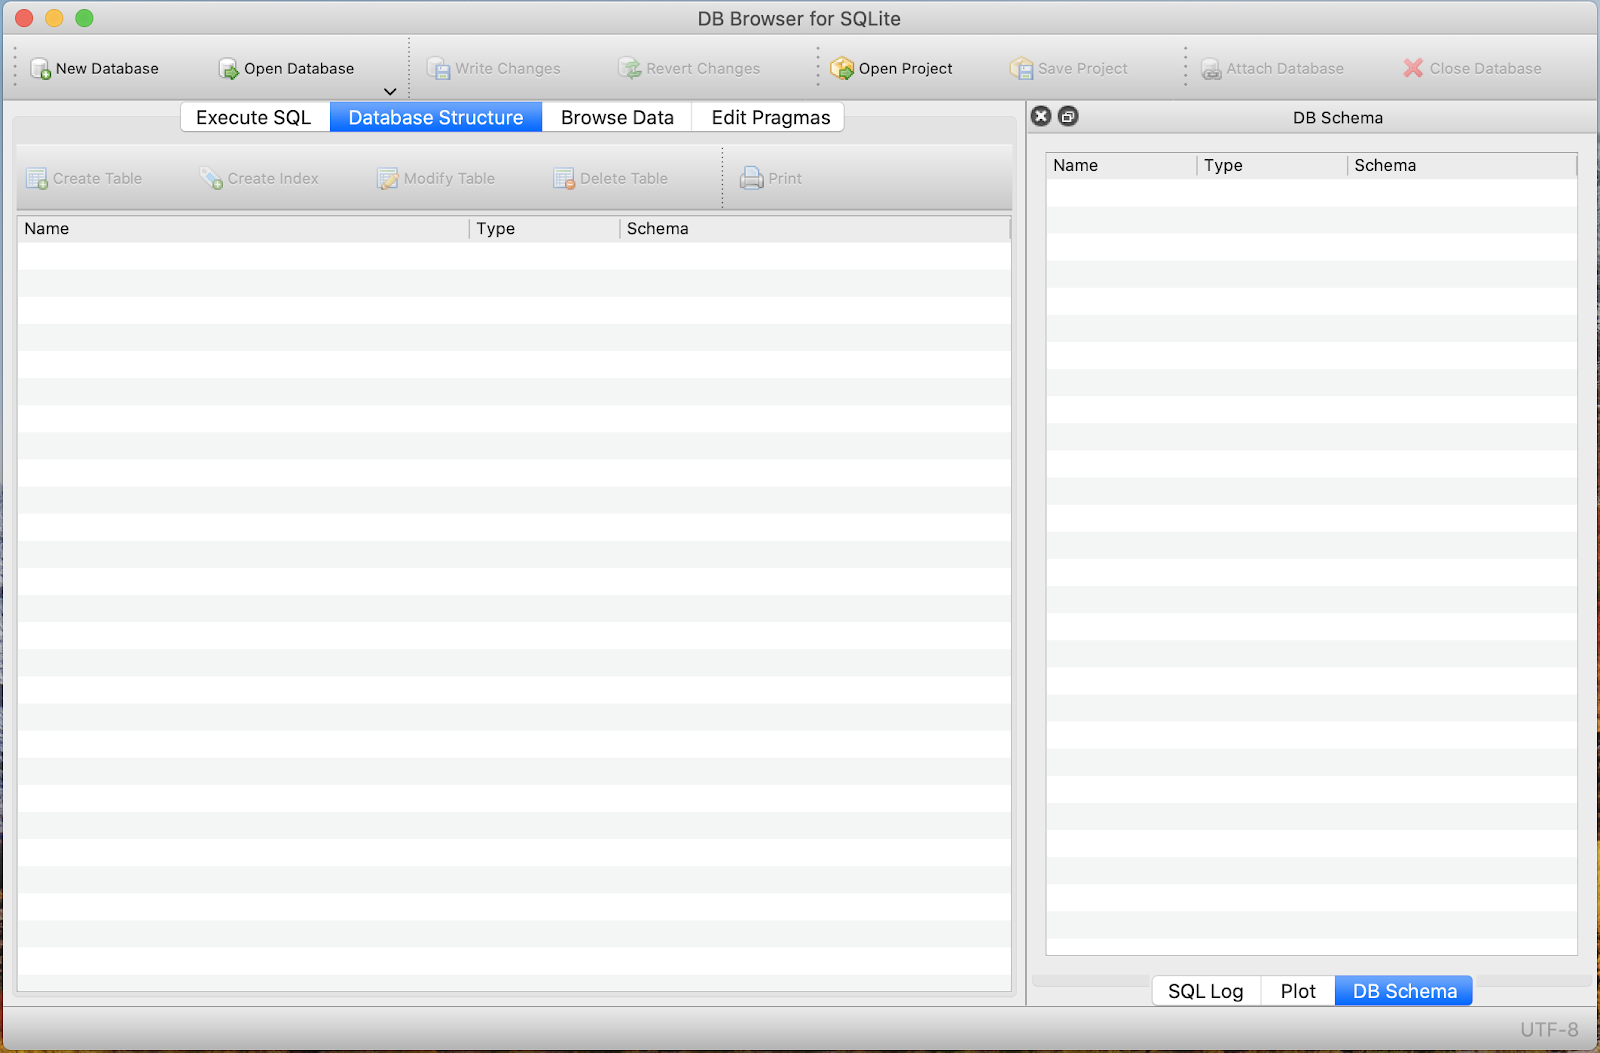 DB Browser for SQLite
New Database Open Database Write Changes Revert Changes Open Project Save Project Attach Database Close Database
Execute SQL Database Structure Browse Data Edit Pragmas
DB Schema
Create Table Create Index Modify Table Delete Table Print
Name Type Schema
Name Type Schema
SQL Log Plot DB Schema
UTF-8